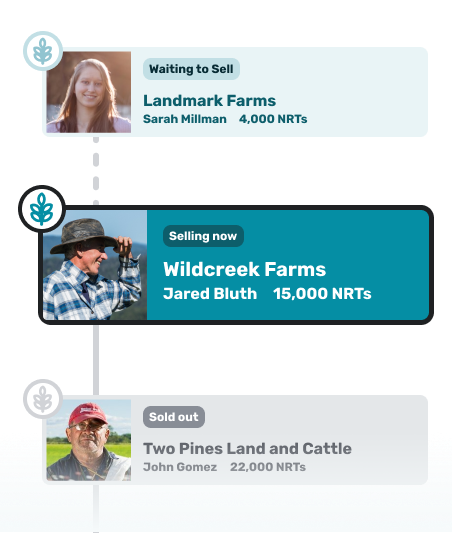 Waiting to Sell
Landmark Farms
Sarah Millman 4,000 NRTs
Selling now
Wildcreek Farms
Jared Bluth 15,000 NRTs
Sold out
Two Pines Land and Cattle
John Gomez 22,000 NRTs